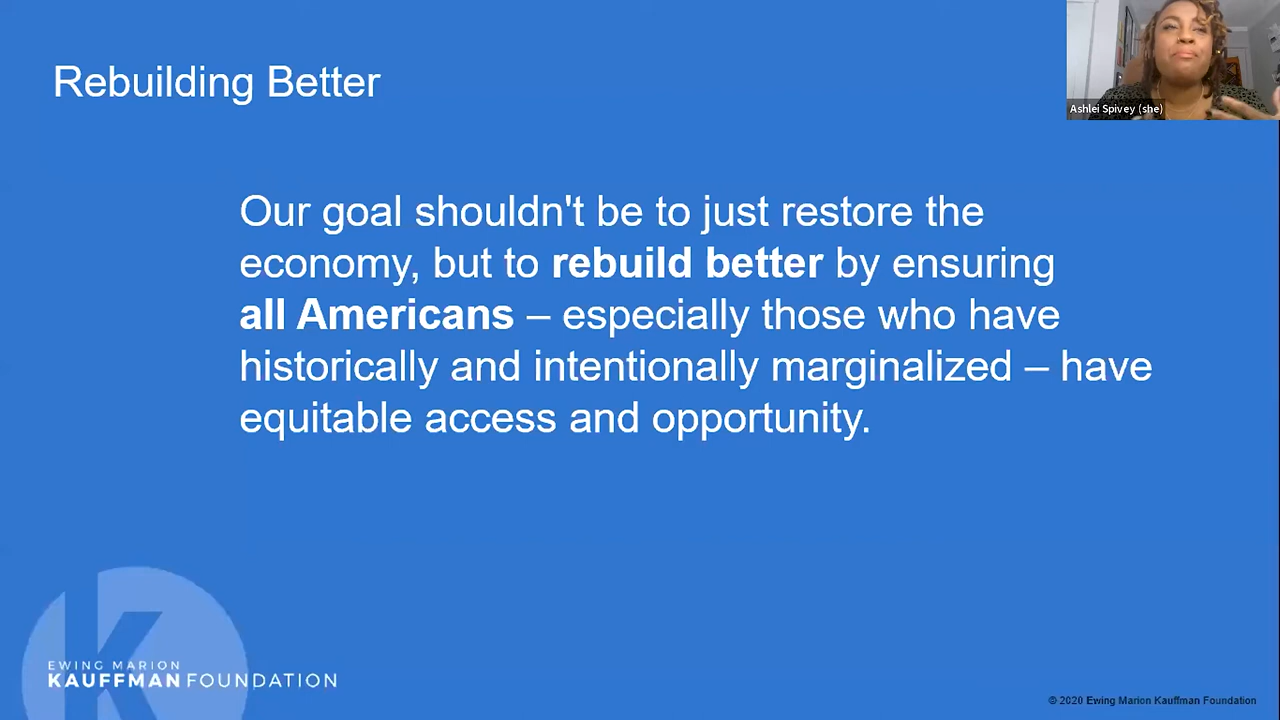 Rebuilding Better
Ashlei Spivey (she)
Our goal shouldn't be to just restore the
economy, but to rebuild better by ensuring
all Americans – especially those who have
historically and intentionally marginalized – have
equitable access and opportunity.
EWING MARION
KAUFFMAN FOUNDATION
© 2020 Ewing Marion Kauffman Foundation